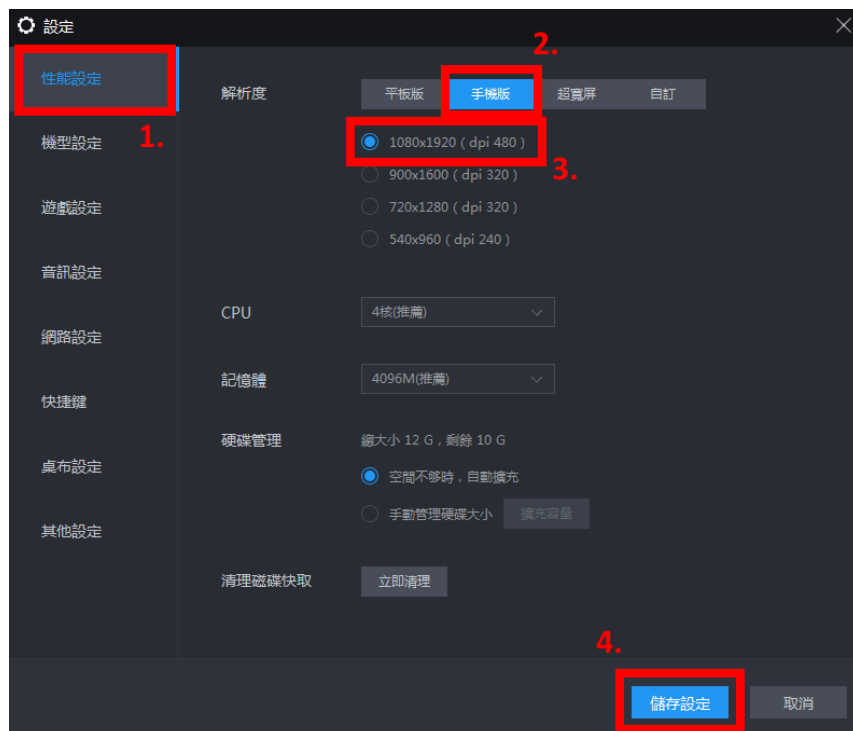 設定
2.
性能設定
解析度
平板版
手機版
超寬屏
自訂
1.
機型設定
1080x1920 ( dpi 480 )
3.
900x1600 ( dpi 320 )
遊戲設定
720x1280 ( dpi 320 )
540x960 ( dpi 240 )
音訊設定
CPU
4核(推薦)
網路設定
記憶體
4096M(推薦)
快捷鍵
硬碟管理
總大小 12 G，剩餘 10 G
桌布設定
空間不够時，自動擴充
手動管理硬碟大小
擴充容量
其他設定
清理磁碟快取
立即清理
4.
儲存設定
取消